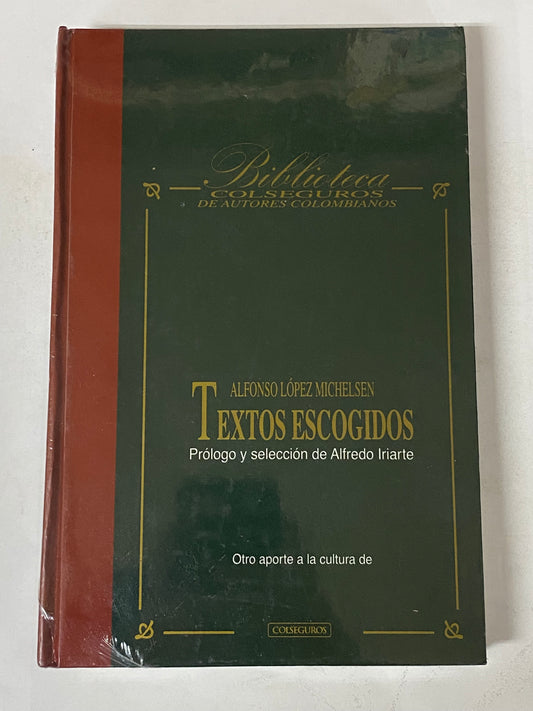 Biblioteca
COLSEGUROS
DE AUTORES COLOMBIANOS
ALFONSO LÓPEZ MICHELSEN
TEXTOS ESCOGIDOS
Prólogo y selección de Alfredo Iriarte
Otro aporte a la cultura de
COLSEGUROS